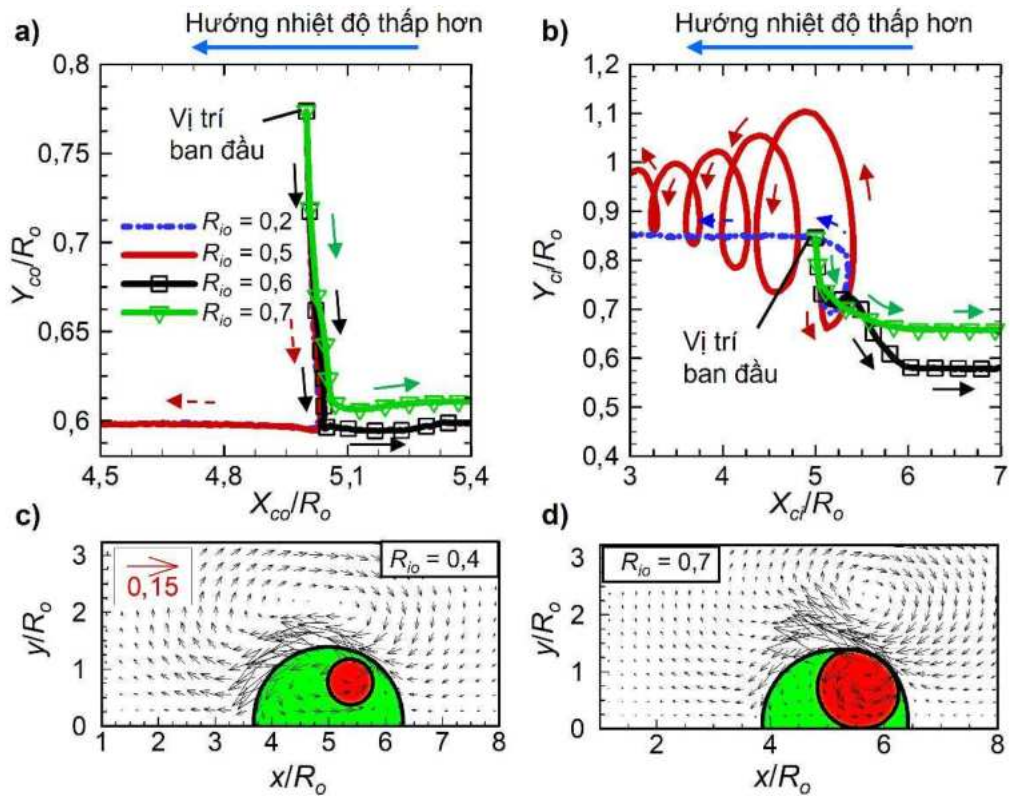 a)
Hướng nhiệt độ thấp hơn
0,8
0,75
0,7
0,65
0,6
Y_co/R_o
Vị trí
ban đầu
R_io = 0,2
R_io = 0,5
R_io = 0,6
R_io = 0,7
4,5 4,8 5,1 5,4
X_co/R_o
b)
Hướng nhiệt độ thấp hơn
1,2
1,1
1
0,9
0,8
0,7
0,6
0,5
0,4
Y_ci/R_o
Vị trí
ban đầu
3 4 5 6 7
X_ci/R_o
c)
0,15
R_io = 0,4
3
2
1
0
y/R_o
1 2 3 4 5 6 7 8
x/R_o
d)
R_io = 0,7
3
2
1
0
y/R_o
2 4 6 8
x/R_o